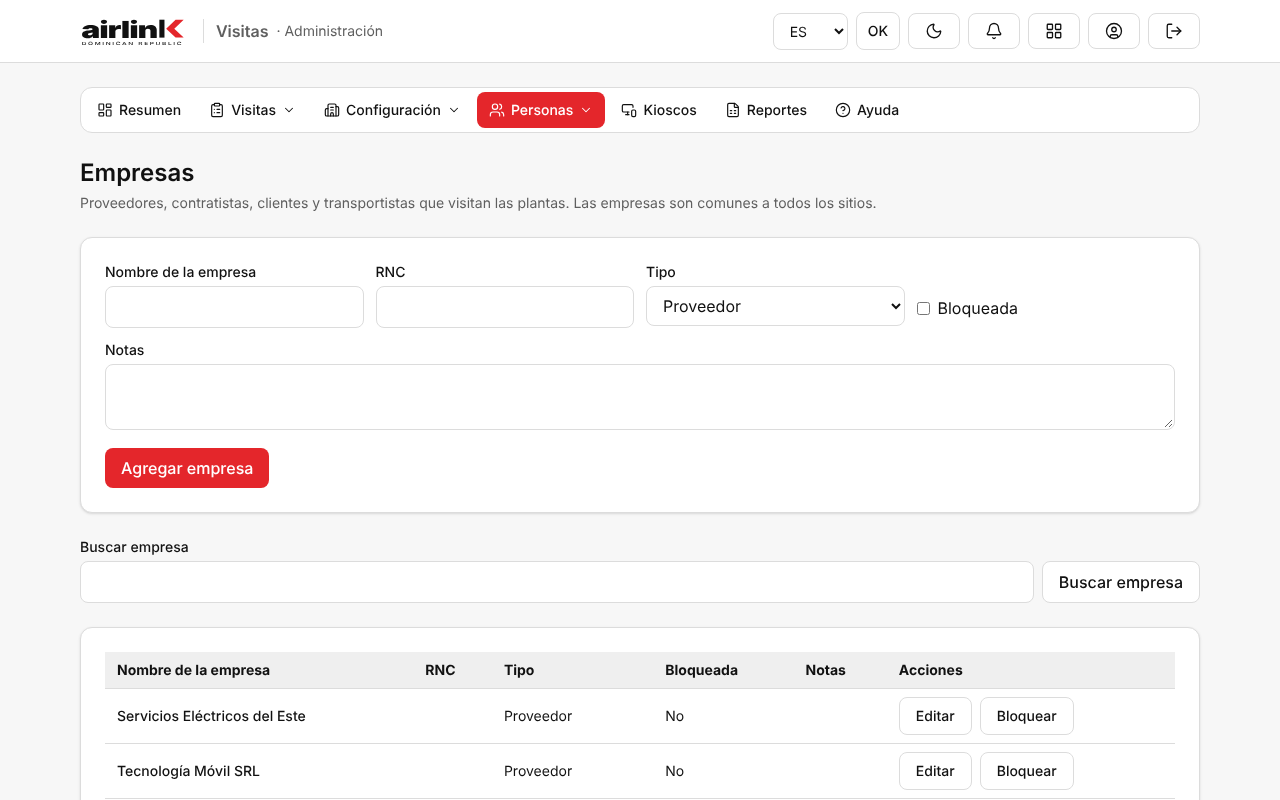 airlink
DOMINICAN REPUBLIC
Visitas · Administración
ES
OK
Resumen
Visitas
Configuración
Personas
Kioscos
Reportes
Ayuda
Empresas
Proveedores, contratistas, clientes y transportistas que visitan las plantas. Las empresas son comunes a todos los sitios.
Nombre de la empresa
RNC
Tipo
Proveedor
Bloqueada
Notas
Agregar empresa
Buscar empresa
Buscar empresa
Nombre de la empresa RNC Tipo Bloqueada Notas Acciones
Servicios Eléctricos del Este Proveedor No Editar Bloquear
Tecnología Móvil SRL Proveedor No Editar Bloquear